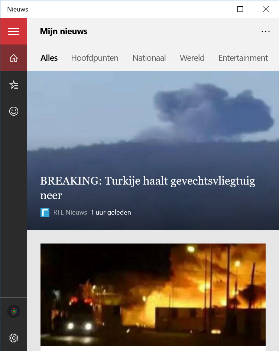 Nieuws
Mijn nieuws
Alles Hoofdpunten Nationaal Wereld Entertainment
BREAKING: Turkije haalt gevechtsvliegtuig
neer
RTL Nieuws 1 uur geleden